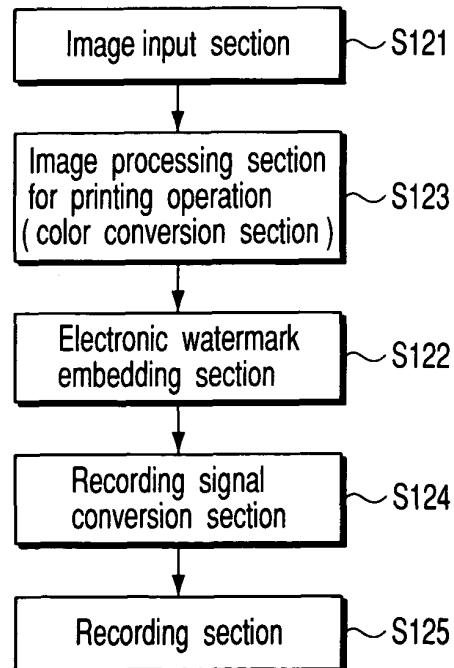 Image input section
S121
Image processing section
for printing operation
(color conversion section)
S123
Electronic watermark
embedding section
S122
Recording signal
conversion section
S124
Recording section
S125